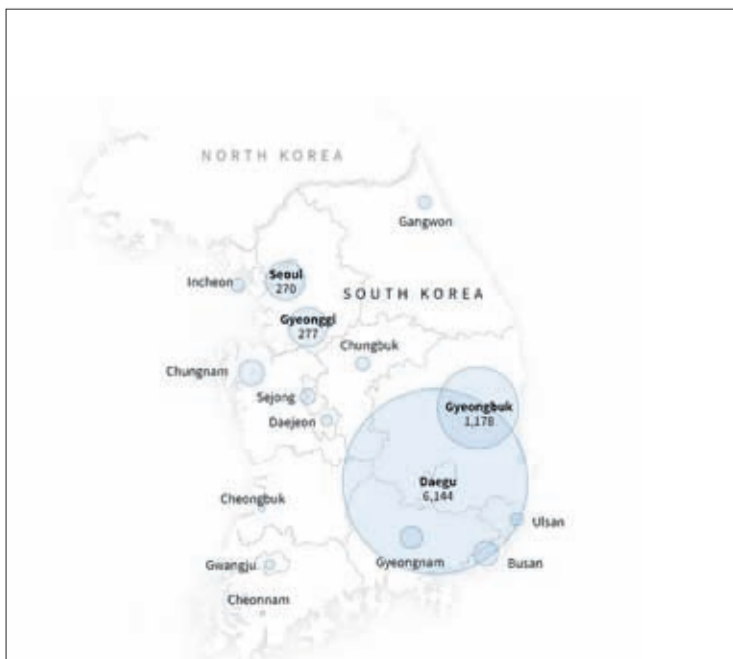 NORTH KOREA
Gangwon
Seoul
270
Incheon
SOUTH KOREA
Gyeonggi
277
Chungbuk
Chungnam
Sejong
Daejeon
Gyeongbuk
1,178
Daegu
6,144
Cheongbuk
Ulsan
Gyeongnam
Busan
Gwangju
Cheonnam